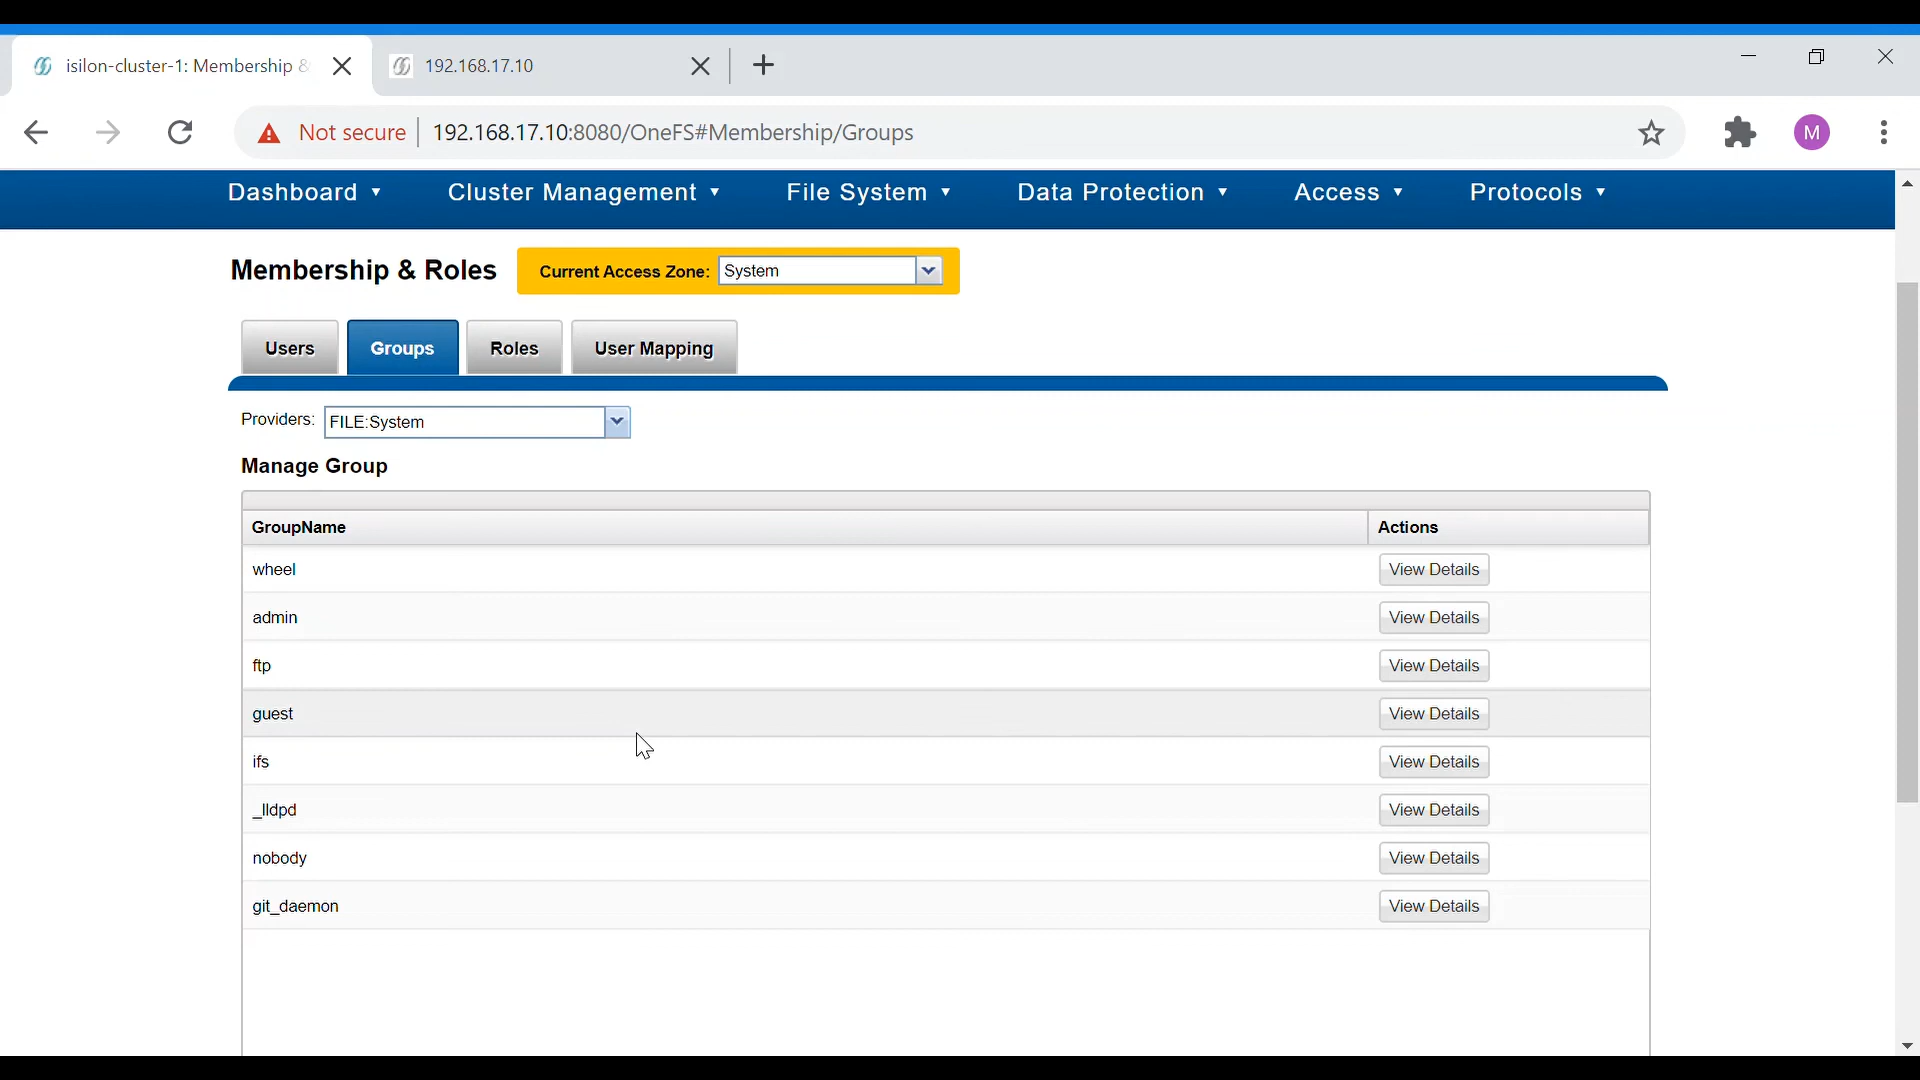 isilon-cluster-1: Membership &
192.168.17.10
Not secure 192.168.17.10:8080/OneFS#Membership/Groups
M
Dashboard Cluster Management File System Data Protection Access Protocols
Membership & Roles Current Access Zone: System
Users Groups Roles User Mapping
Providers: FILE:System
Manage Group
GroupName Actions
wheel View Details
admin View Details
ftp View Details
guest View Details
ifs View Details
_lldpd View Details
nobody View Details
git_daemon View Details